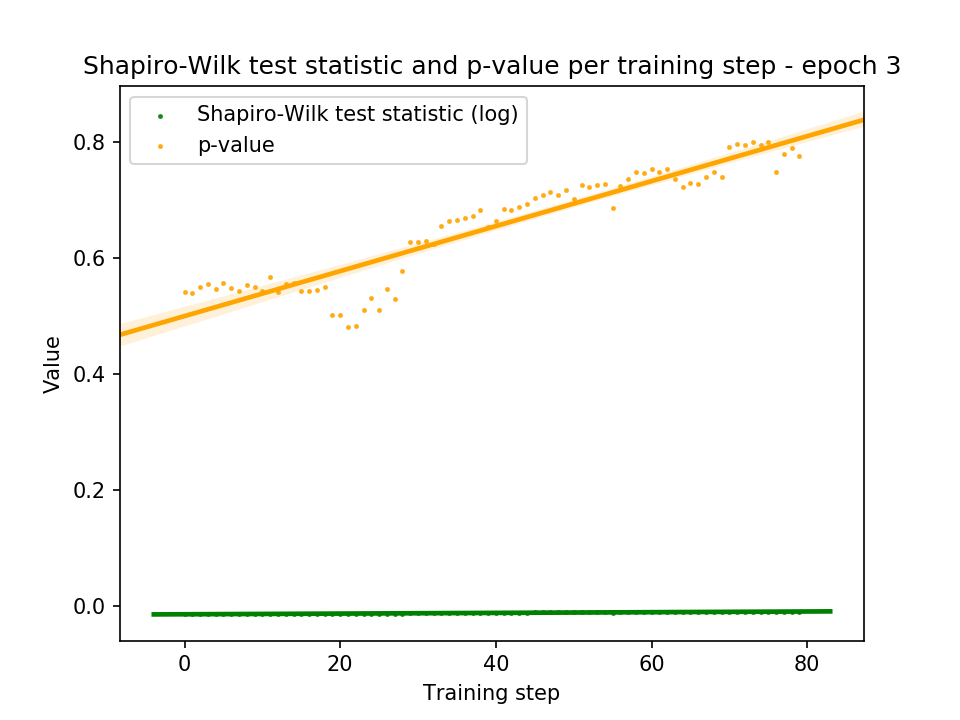 Shapiro-Wilk test statistic and p-value per training step - epoch 3
Shapiro-Wilk test statistic (log)
p-value
0.8
0.6
0.4
0.2
0.0
Value
0 20 40 60 80
Training step